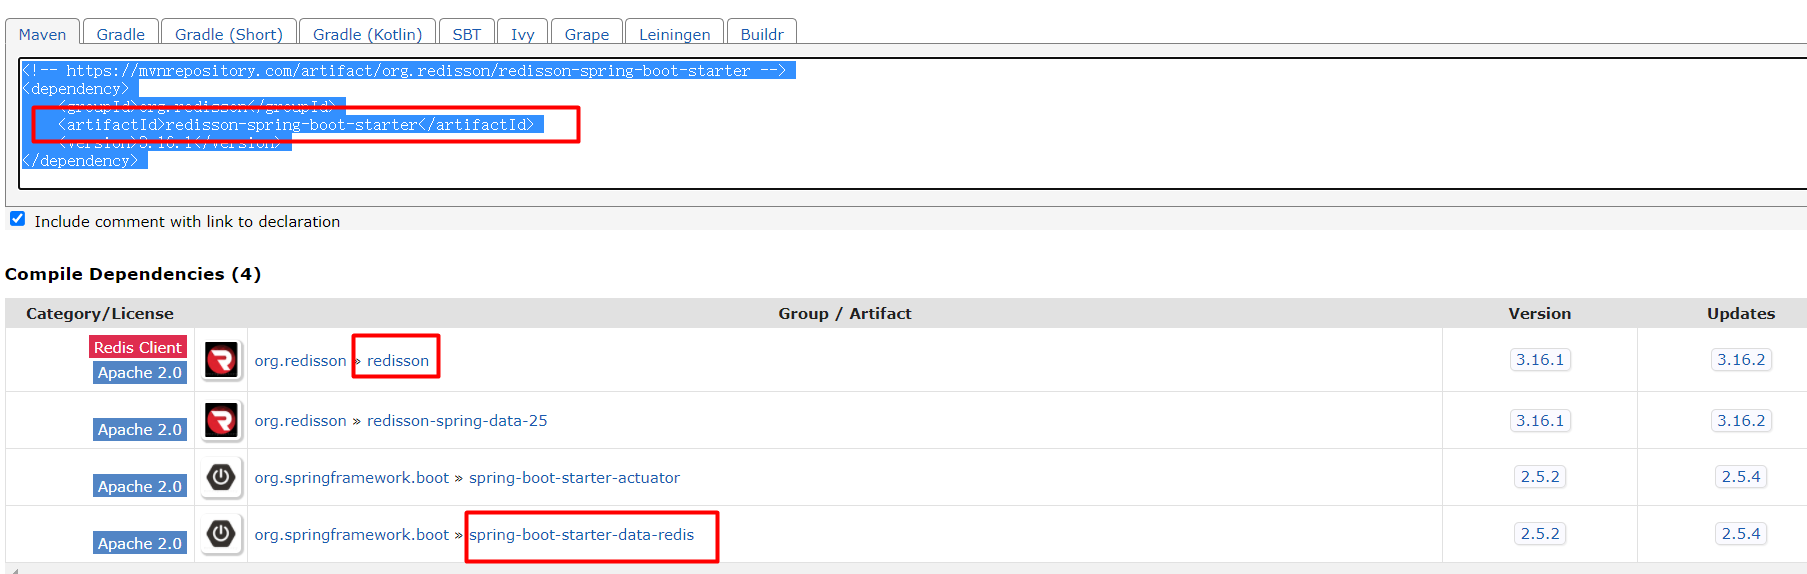 Maven Gradle Gradle (Short) Gradle (Kotlin) SBT Ivy Grape Leiningen Buildr
<!-- https://mvnrepository.com/artifact/org.redisson/redisson-spring-boot-starter -->
<dependency>
<groupId>org.redisson</groupId>
<artifactId>redisson-spring-boot-starter</artifactId>
<version>3.16.1</version>
</dependency>
Include comment with link to declaration
Compile Dependencies (4)
Category/License Group / Artifact Version Updates
Redis Client
Apache 2.0
org.redisson » redisson 3.16.1 3.16.2
Apache 2.0 org.redisson » redisson-spring-data-25 3.16.1 3.16.2
Apache 2.0 org.springframework.boot » spring-boot-starter-actuator 2.5.2 2.5.4
Apache 2.0 org.springframework.boot » spring-boot-starter-data-redis 2.5.2 2.5.4